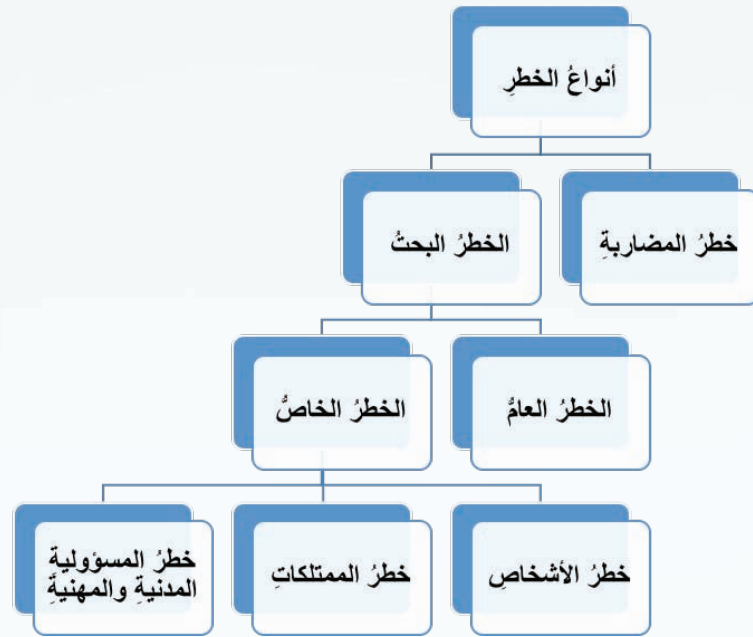 أنواعُ الخطرِ
خطرُ المضاربةِ
الخطرُ البحتُ
الخطرُ العامُّ
الخطرُ الخاصُّ
خطرُ الأشخاصِ
خطرُ الممتلكاتِ
خطرُ المسؤوليةِ
المدنيةِ والمهنيةِ